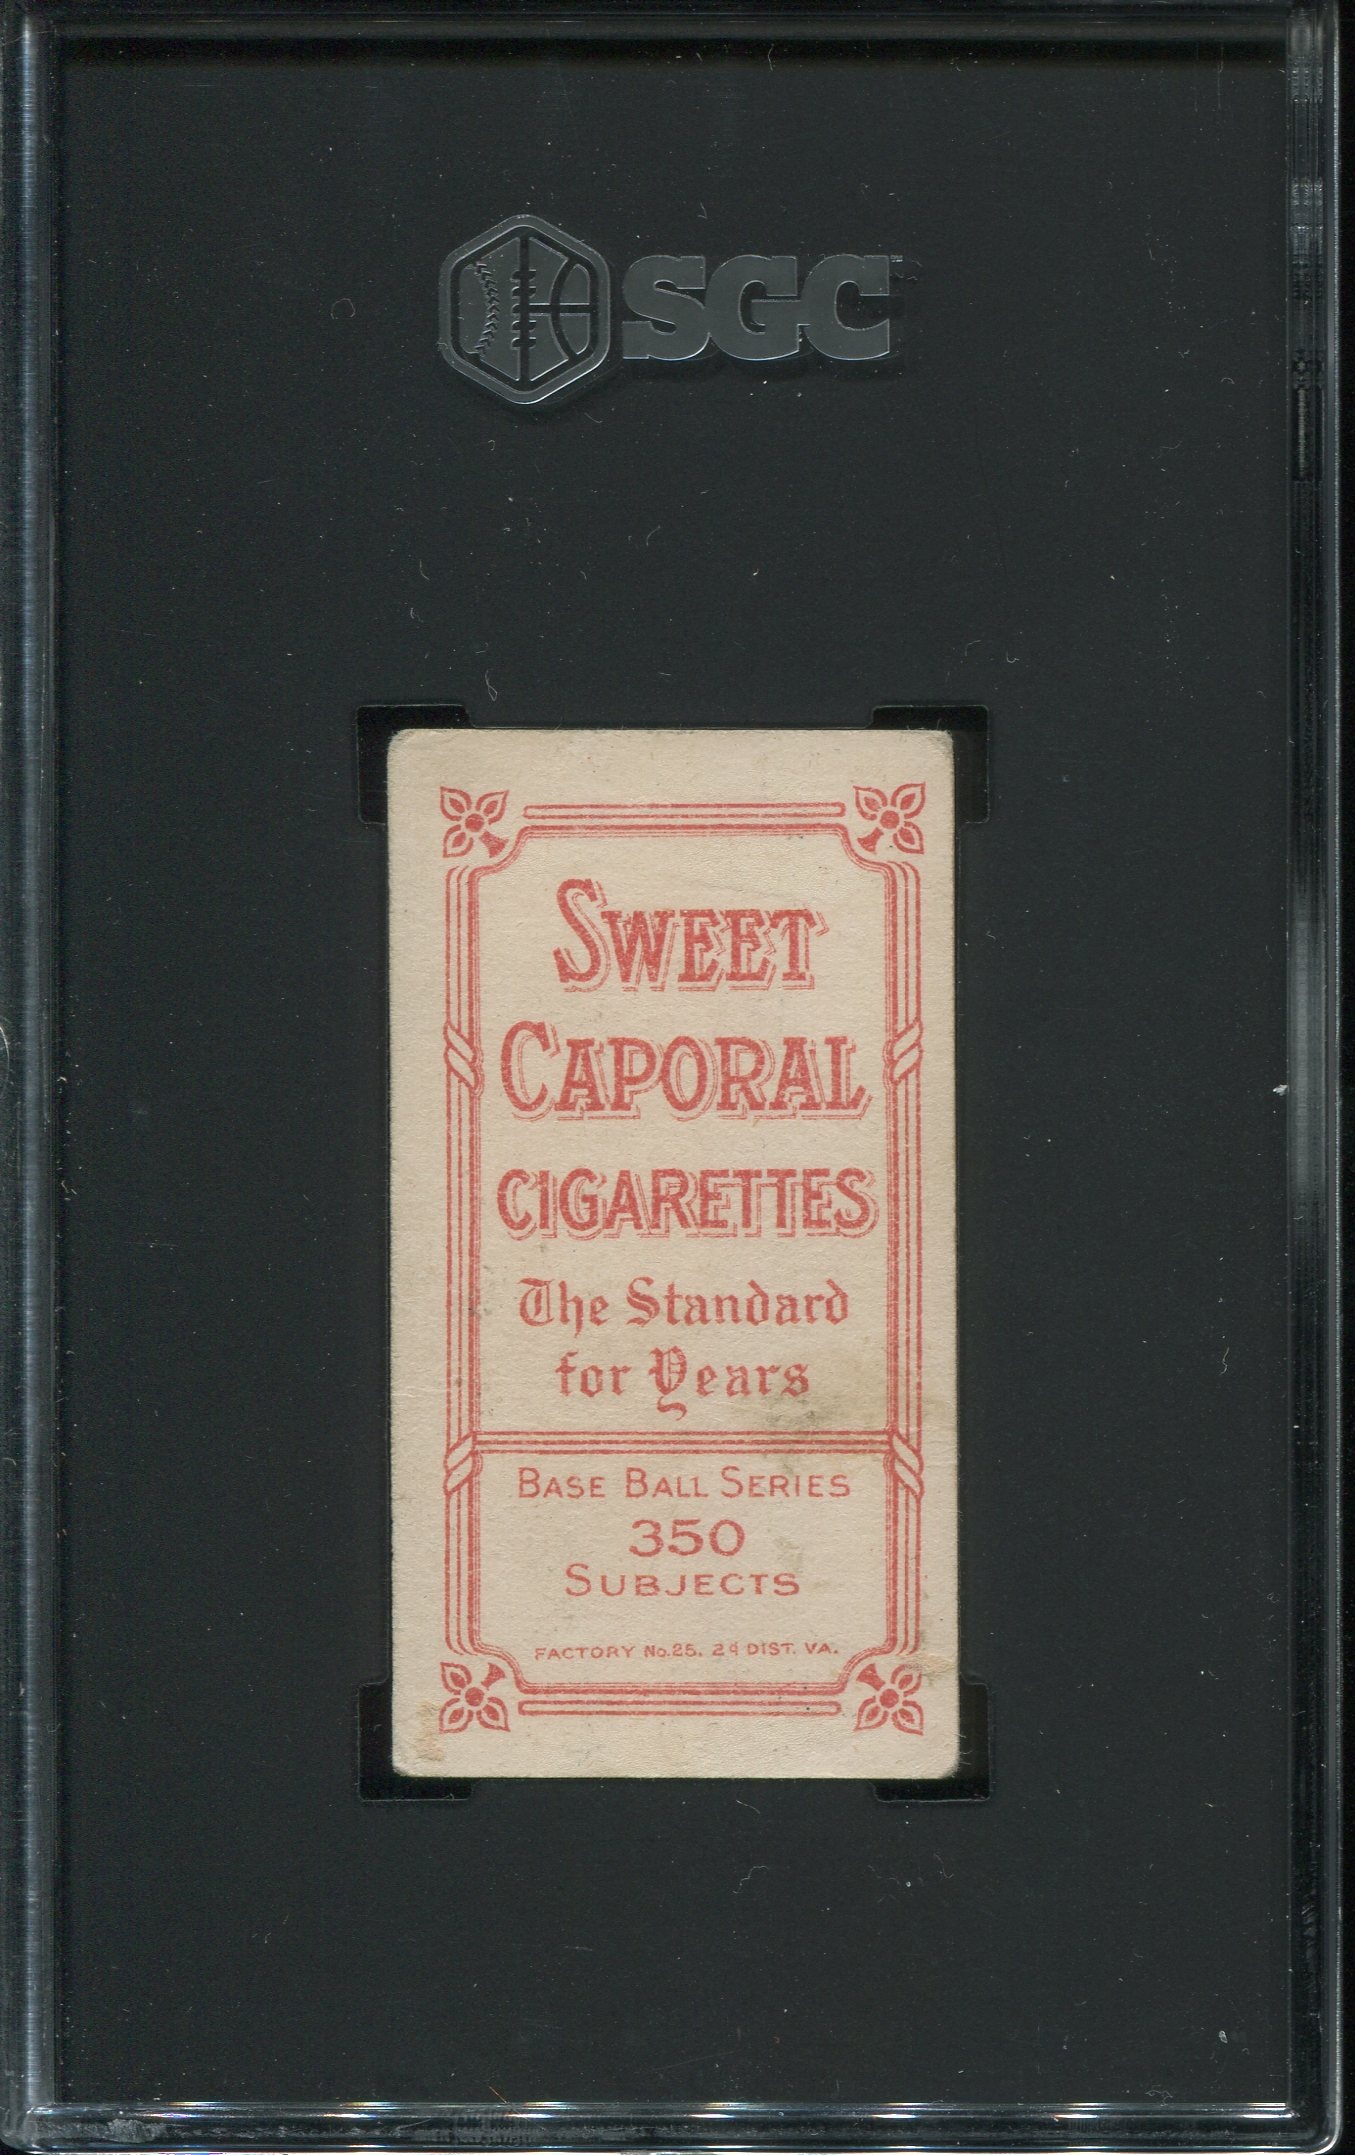 SGC
SWEET
CAPORAL
CIGARETTES
The Standard
for Years
BASE BALL SERIES
350
SUBJECTS
FACTORY No.25. 2d DIST. VA.